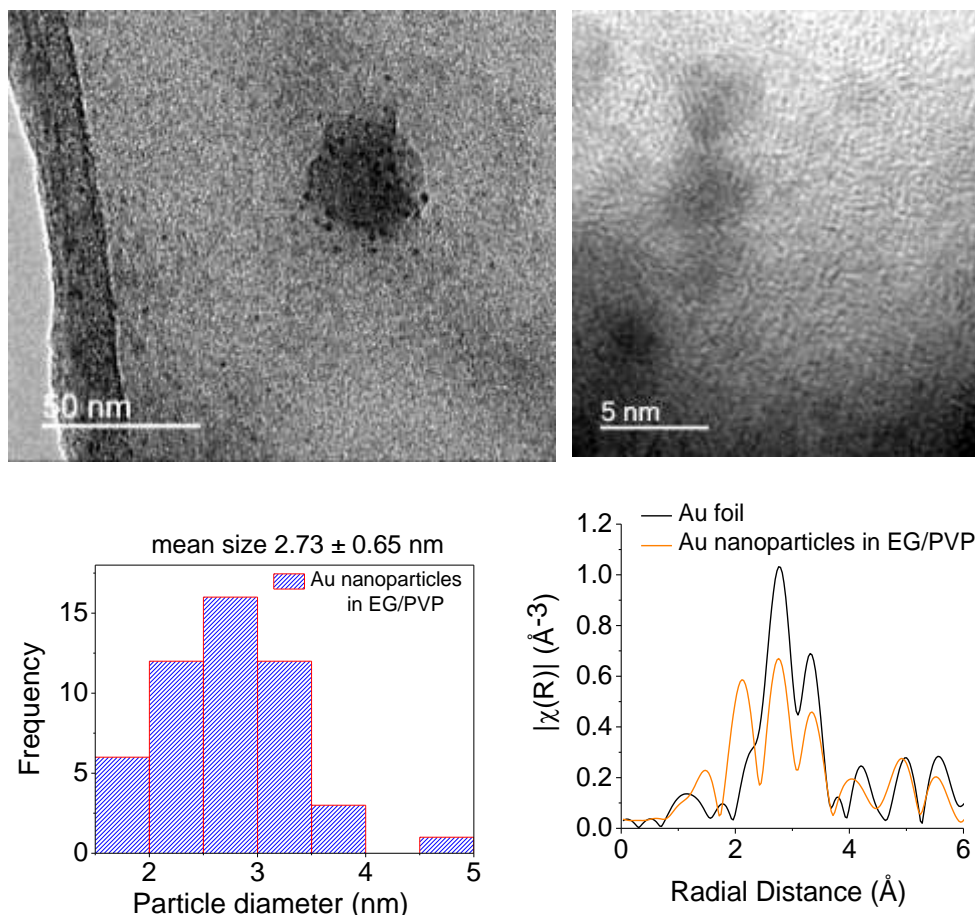 50 nm
5 nm
mean size 2.73 ± 0.65 nm
Au nanoparticles
in EG/PVP
Frequency
15
10
5
0
2 3 4 5
Particle diameter (nm)
Au foil
Au nanoparticles in EG/PVP
|χ(R)| (Å-3)
1.2
1.0
0.8
0.6
0.4
0.2
0.0
0 2 4 6
Radial Distance (Å)